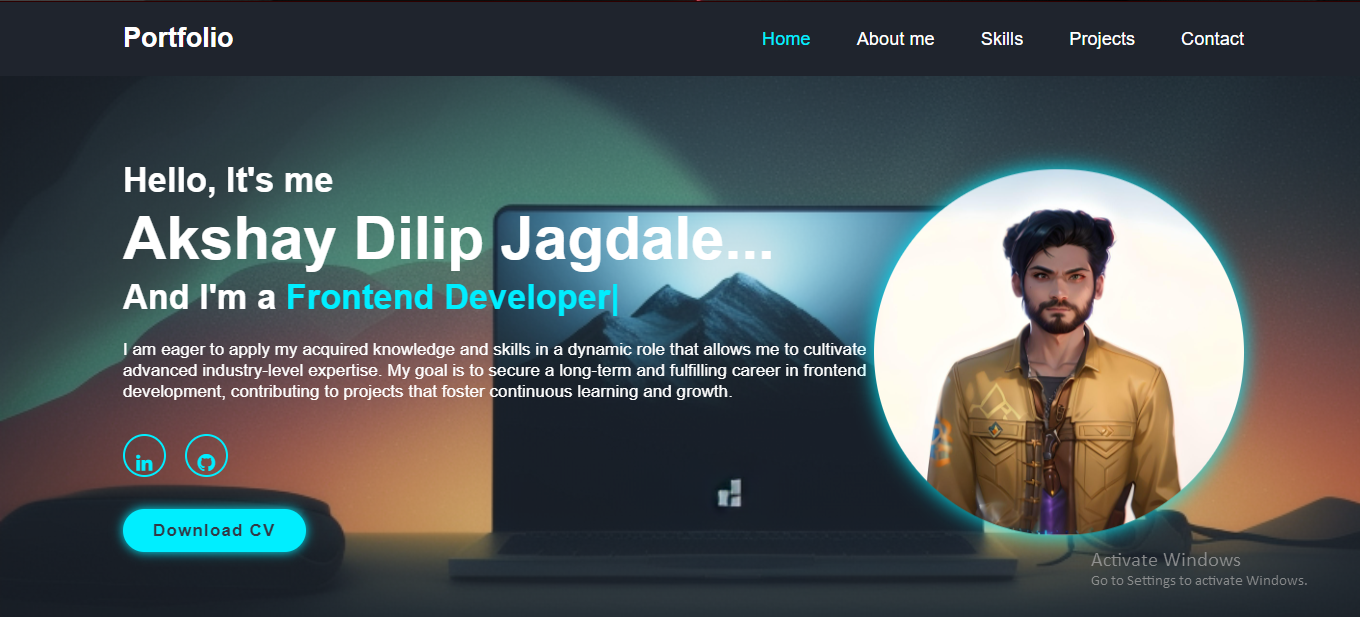 Portfolio
Home About me Skills Projects Contact
Hello, It's me
Akshay Dilip Jagdale...
And I'm a Frontend Developer|
I am eager to apply my acquired knowledge and skills in a dynamic role that allows me to cultivate
advanced industry-level expertise. My goal is to secure a long-term and fulfilling career in frontend
development, contributing to projects that foster continuous learning and growth.
in
Download CV
Activate Windows
Go to Settings to activate Windows.